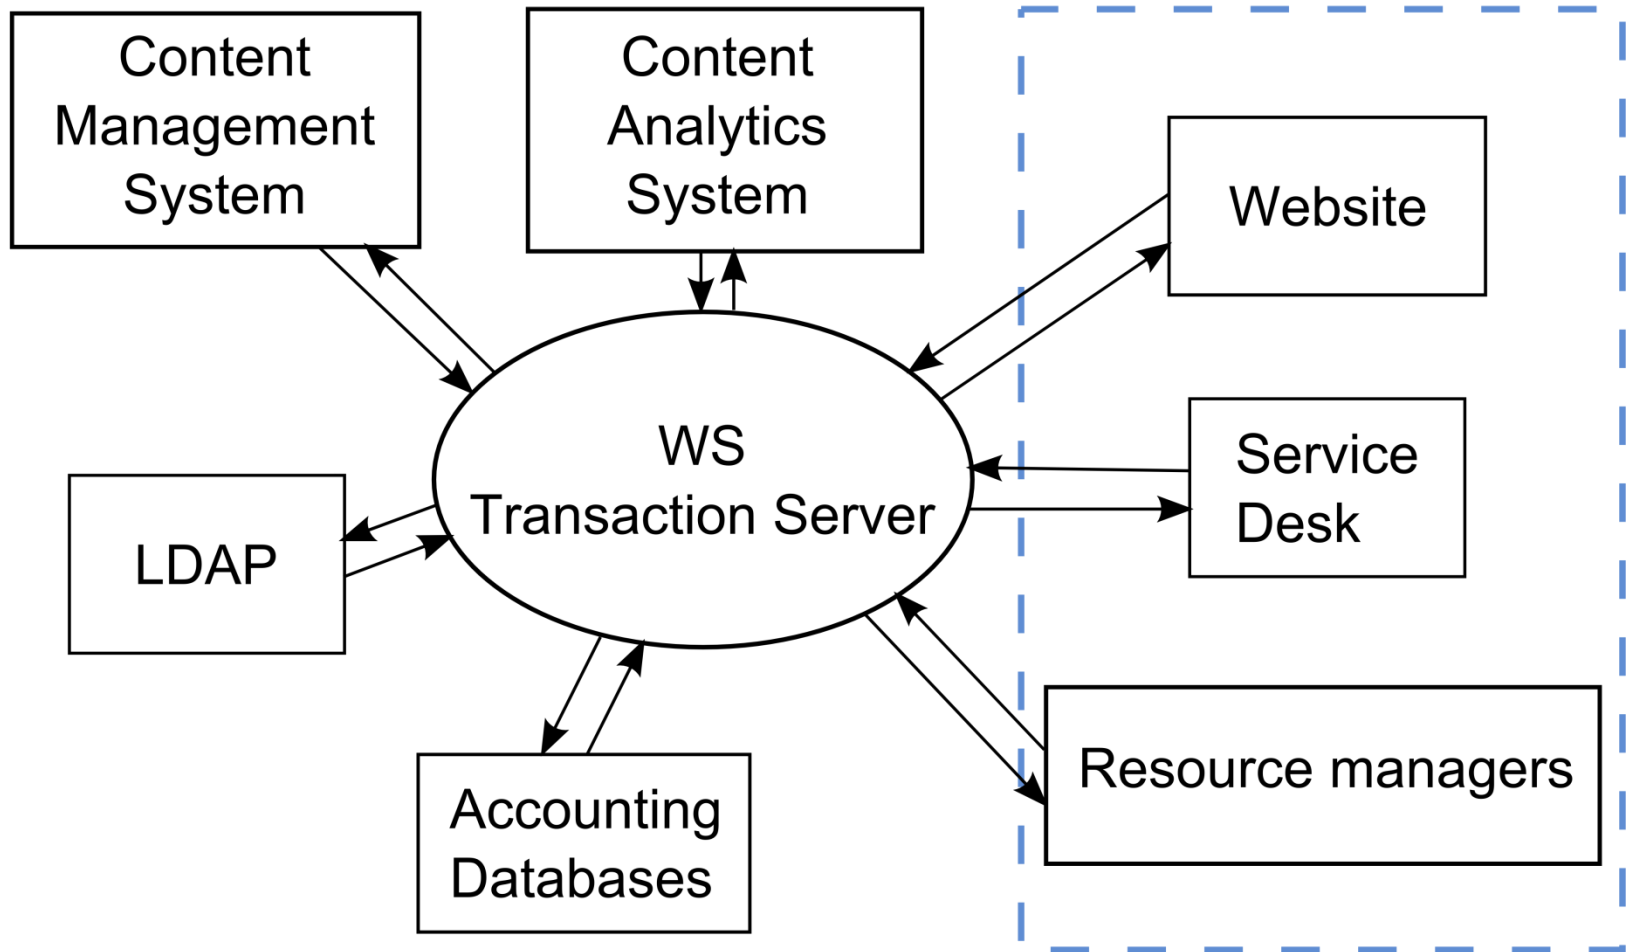 Content
Management
System
Content
Analytics
System
Website
WS
Transaction Server
Service
Desk
LDAP
Resource managers
Accounting
Databases